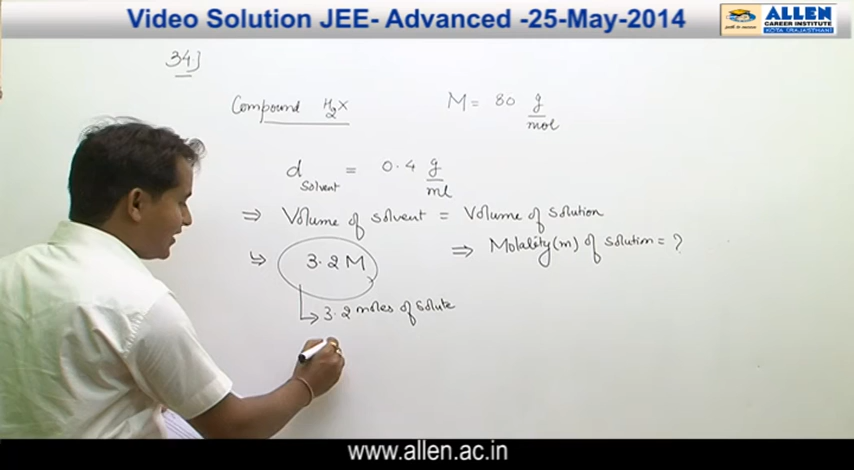 Video Solution JEE- Advanced -25-May-2014
ALLEN
CAREER INSTITUTE
KOTA (RAJASTHAN)
34.]
Compound H2X
M = 80 g/mol
d solvent = 0.4 g/ml
⇒ Volume of solvent = Volume of solution
↳ 3.2 M
⇒ Molality (m) of solution = ?
↳ 3.2 moles of solute
www.allen.ac.in